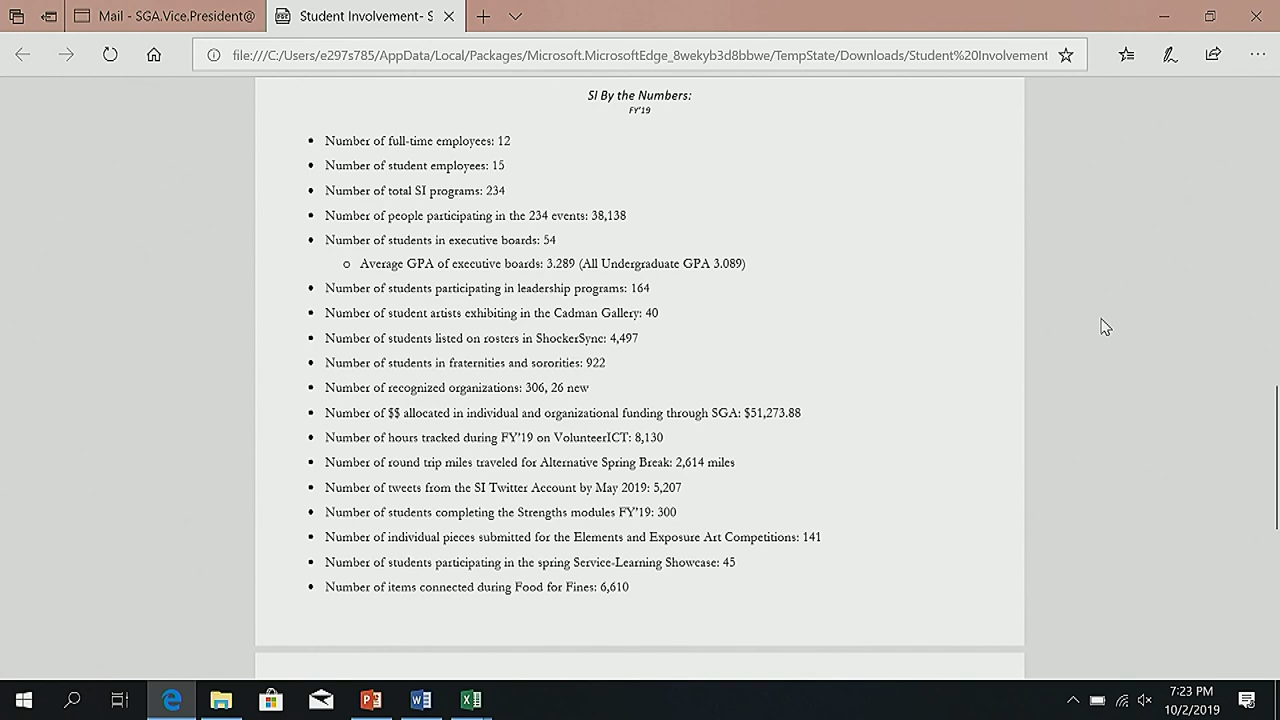 Mail - SGA.Vice.President@
Student Involvement- S
file:///C:/Users/e297s785/AppData/Local/Packages/Microsoft.MicrosoftEdge_8wekyb3d8bbwe/TempState/Downloads/Student%20Involvement
SI By the Numbers:
FY'19
• Number of full-time employees: 12
• Number of student employees: 15
• Number of total SI programs: 234
• Number of people participating in the 234 events: 38,138
• Number of students in executive boards: 54
o Average GPA of executive boards: 3.289 (All Undergraduate GPA 3.089)
• Number of students participating in leadership programs: 164
• Number of student artists exhibiting in the Cadman Gallery: 40
• Number of students listed on rosters in ShockerSync: 4,497
• Number of students in fraternities and sororities: 922
• Number of recognized organizations: 306, 26 new
• Number of $$ allocated in individual and organizational funding through SGA: $51,273.88
• Number of hours tracked during FY'19 on VolunteerICT: 8,130
• Number of round trip miles traveled for Alternative Spring Break: 2,614 miles
• Number of tweets from the SI Twitter Account by May 2019: 5,207
• Number of students completing the Strengths modules FY'19: 300
• Number of individual pieces submitted for the Elements and Exposure Art Competitions: 141
• Number of students participating in the spring Service-Learning Showcase: 45
• Number of items connected during Food for Fines: 6,610
7:23 PM
10/2/2019